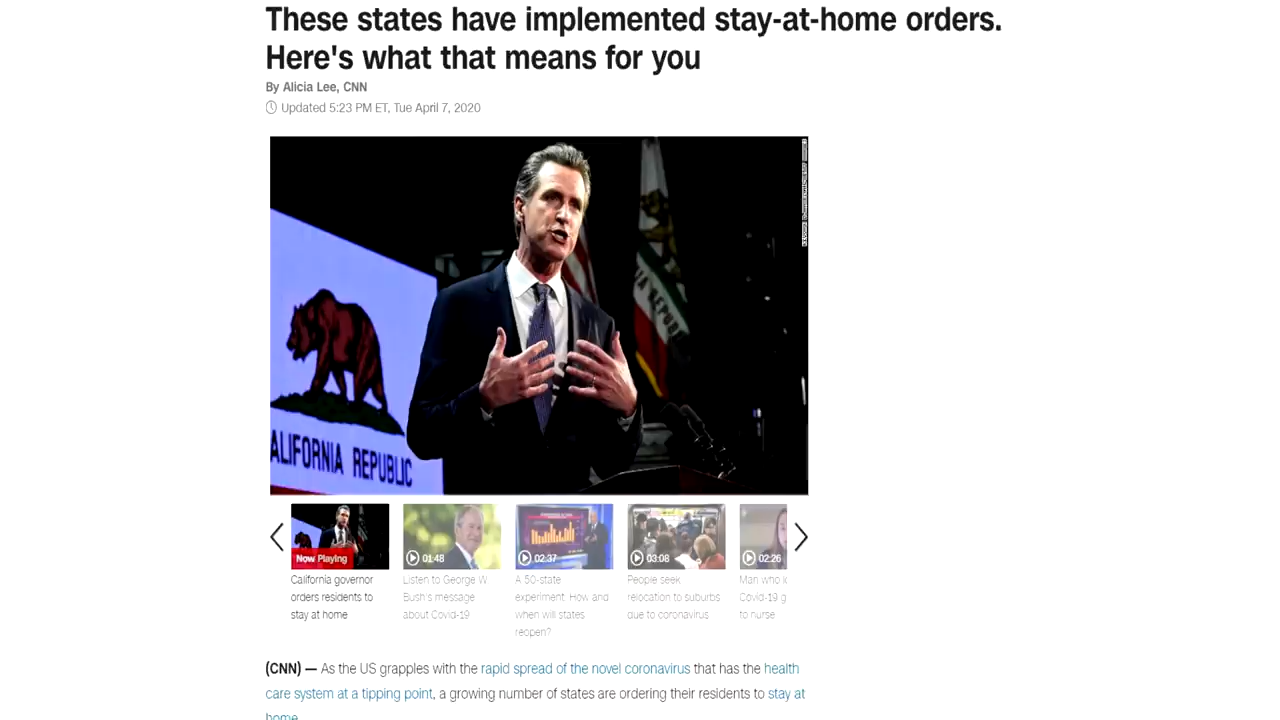 These states have implemented stay-at-home orders.
Here's what that means for you
By Alicia Lee, CNN
Updated 5:23 PM ET, Tue April 7, 2020
ALIFORNIA REPUBLIC
Now Playing
01:48
02:37
03:08
02:26
California governor
orders residents to
stay at home
Listen to George W
Bush's message
about Covid-19
A 50-state
experiment: How and
when will states
reopen?
People seek
relocation to suburbs
due to coronavirus
Man who
Covid-19 g
to nurse
(CNN) — As the US grapples with the rapid spread of the novel coronavirus that has the health
care system at a tipping point, a growing number of states are ordering their residents to stay at
home